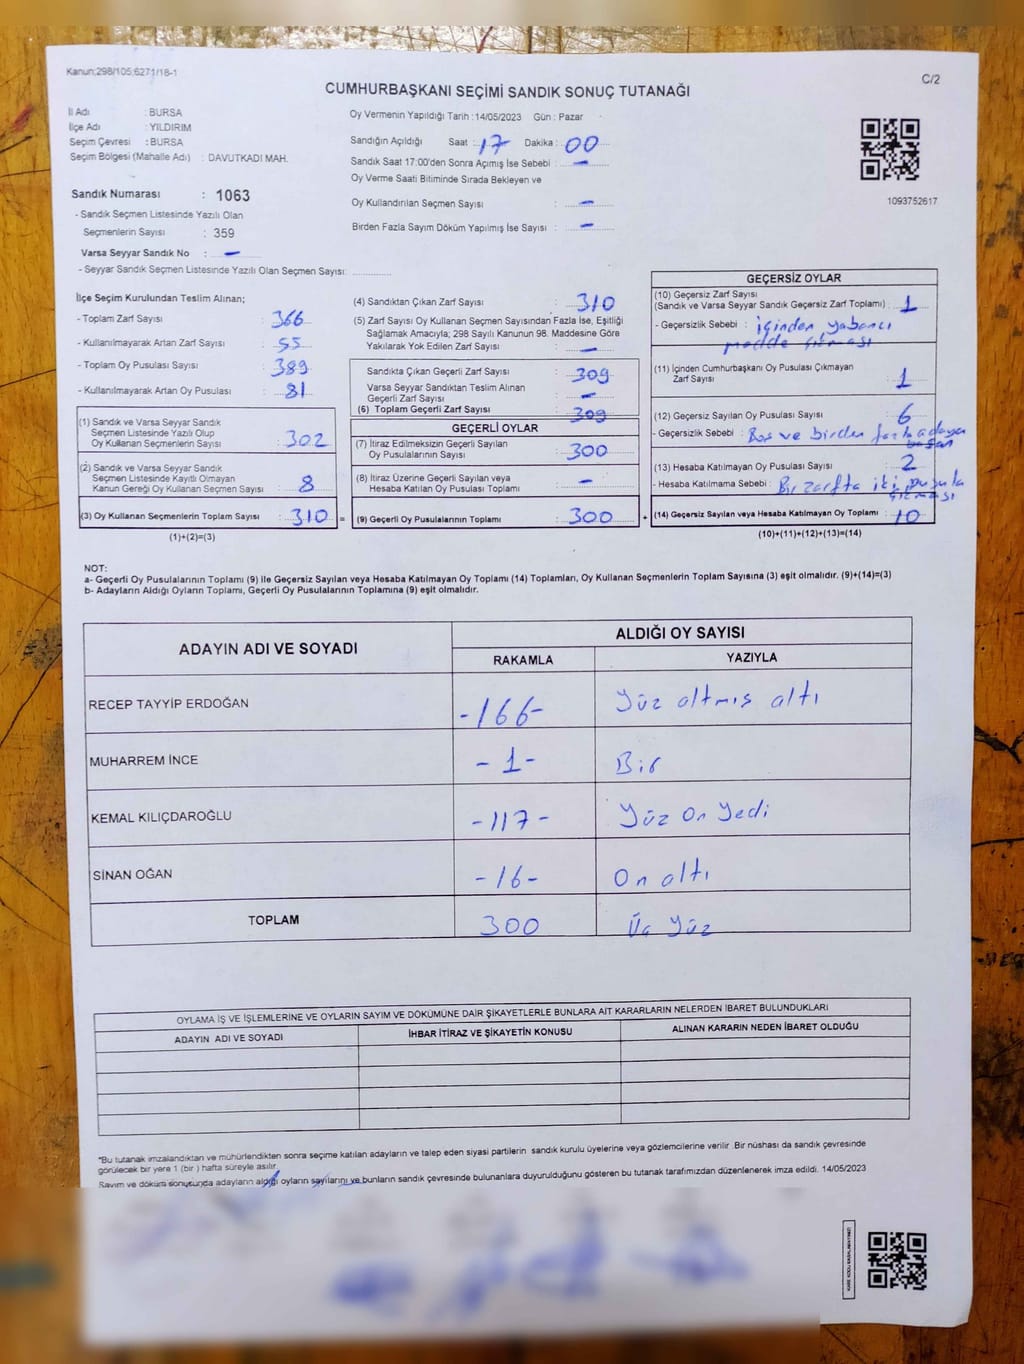 Kanun;298/105;6271/18-1
C/2
CUMHURBAŞKANI SEÇİMİ SANDIK SONUÇ TUTANAĞI
İl Adı : BURSA
İlçe Adı : YILDIRIM
Seçim Çevresi : BURSA
Seçim Bölgesi (Mahalle Adı) : DAVUTKADI MAH.
Sandık Numarası : 1063
- Sandık Seçmen Listesinde Yazılı Olan
Seçmenlerin Sayısı : 359
Varsa Seyyar Sandık No : -
- Seyyar Sandık Seçmen Listesinde Yazılı Olan Seçmen Sayısı:
Oy Vermenin Yapıldığı Tarih : 14/05/2023 Gün : Pazar
Sandığın Açıldığı Saat : 17 Dakika : 00
Sandık Saat 17:00'den Sonra Açımış İse Sebebi : -
Oy Verme Saati Bitiminde Sırada Bekleyen ve
Oy Kullandırılan Seçmen Sayısı : -
Birden Fazla Sayım Döküm Yapılmış İse Sayısı : -
1093752617
İlçe Seçim Kurulundan Teslim Alınan;
- Toplam Zarf Sayısı : 366
- Kullanılmayarak Artan Zarf Sayısı : 55
- Toplam Oy Pusulası Sayısı : 389
- Kullanılmayarak Artan Oy Pusulası : 81
(1) Sandık ve Varsa Seyyar Sandık
Seçmen Listesinde Yazılı Olup
Oy Kullanan Seçmenlerin Sayısı : 302
(2) Sandık ve Varsa Seyyar Sandık
Seçmen Listesinde Kayıtlı Olmayan
Kanun Gereği Oy Kullanan Seçmen Sayısı : 8
(3) Oy Kullanan Seçmenlerin Toplam Sayısı : 310
(1)+(2)=(3)
(4) Sandıktan Çıkan Zarf Sayısı : 310
(5) Zarf Sayısı Oy Kullanan Seçmen Sayısından Fazla İse, Eşitliği
Sağlamak Amacıyla; 298 Sayılı Kanunun 98. Maddesine Göre
Yakılarak Yok Edilen Zarf Sayısı : -
Sandıkta Çıkan Geçerli Zarf Sayısı : 309
Varsa Seyyar Sandıktan Teslim Alınan
Geçerli Zarf Sayısı : -
(6) Toplam Geçerli Zarf Sayısı : 309
GEÇERLİ OYLAR
(7) İtiraz Edilmeksizin Geçerli Sayılan
Oy Pusulalarının Sayısı : 300
(8) İtiraz Üzerine Geçerli Sayılan veya
Hesaba Katılan Oy Pusulası Toplamı : -
= (9) Geçerli Oy Pusulalarının Toplamı : 300 +
GEÇERSİZ OYLAR
(10) Geçersiz Zarf Sayısı
(Sandık ve Varsa Seyyar Sandık Geçersiz Zarf Toplamı) : 1
- Geçersizlik Sebebi : İçinden yabancı
madde çıkması
(11) İçinden Cumhurbaşkanı Oy Pusulası Çıkmayan
Zarf Sayısı : 1
(12) Geçersiz Sayılan Oy Pusulası Sayısı : 6
- Geçersizlik Sebebi : Boş ve birden fazla adaya
basan
(13) Hesaba Katılmayan Oy Pusulası Sayısı : 2
- Hesaba Katılmama Sebebi : Bir zarfta iki pusula
çıkması
(14) Geçersiz Sayılan veya Hesaba Katılmayan Oy Toplamı : 10
(10)+(11)+(12)+(13)=(14)
NOT:
a- Geçerli Oy Pusulalarının Toplamı (9) ile Geçersiz Sayılan veya Hesaba Katılmayan Oy Toplamı (14) Toplamları, Oy Kullanan Seçmenlerin Toplam Sayısına (3) eşit olmalıdır. (9)+(14)=(3)
b- Adayların Aldığı Oyların Toplamı, Geçerli Oy Pusulalarının Toplamına (9) eşit olmalıdır.
ADAYIN ADI VE SOYADI ALDIĞI OY SAYISI
RAKAMLA YAZIYLA
RECEP TAYYİP ERDOĞAN -166- Yüz altmış altı
MUHARREM İNCE -1- Bir
KEMAL KILIÇDAROĞLU -117- Yüz On Yedi
SİNAN OĞAN -16- On altı
TOPLAM 300 Üç Yüz
OYLAMA İŞ VE İŞLEMLERİNE VE OYLARIN SAYIM VE DÖKÜMÜNE DAİR ŞİKAYETLERLE BUNLARA AİT KARARLARIN NELERDEN İBARET BULUNDUKLARI
ADAYIN ADI VE SOYADI İHBAR İTİRAZ VE ŞİKAYETİN KONUSU ALINAN KARARIN NEDEN İBARET OLDUĞU
*Bu tutanak imzalandıktan ve mühürlendikten sonra seçime katılan adayların ve talep eden siyasi partilerin sandık kurulu üyelerine veya gözlemcilerine verilir. Bir nüshası da sandık çevresinde
görülecek bir yere 1 (bir ) hafta süreyle asılır.
Sayım ve döküm sonucunda adayların aldığı oyların sayılarını ve bunların sandık çevresinde bulunanlara duyurulduğunu gösteren bu tutanak tarafımızdan düzenlenerek imza edildi. 14/05/2023